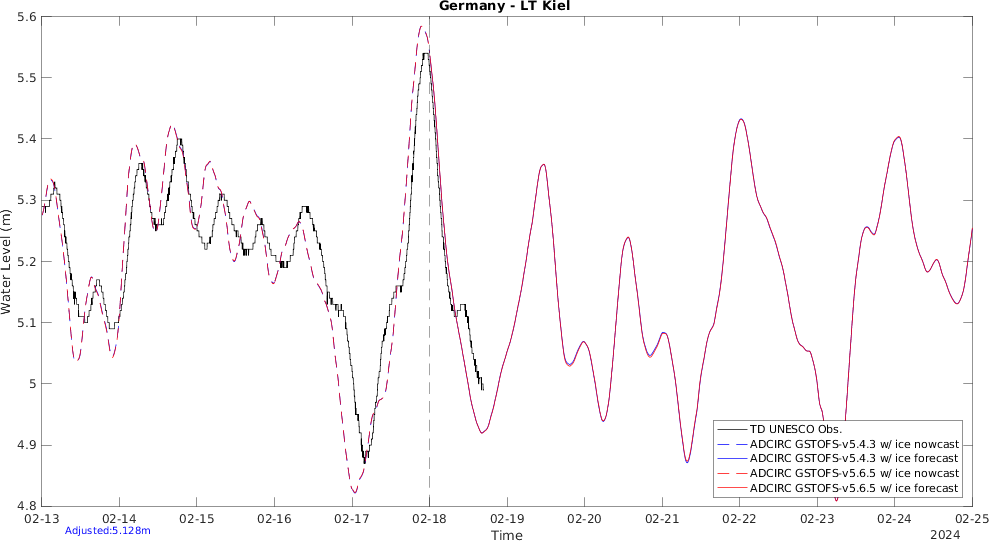 Germany - LT Kiel
5.6
5.5
5.4
5.3
5.2
5.1
5
4.9
4.8
Water Level (m)
TD UNESCO Obs.
ADCIRC GSTOFS-v5.4.3 w/ ice nowcast
ADCIRC GSTOFS-v5.4.3 w/ ice forecast
ADCIRC GSTOFS-v5.6.5 w/ ice nowcast
ADCIRC GSTOFS-v5.6.5 w/ ice forecast
02-13 02-14 02-15 02-16 02-17 02-18 02-19 02-20 02-21 02-22 02-23 02-24 02-25
Adjusted:5.128m
Time
2024